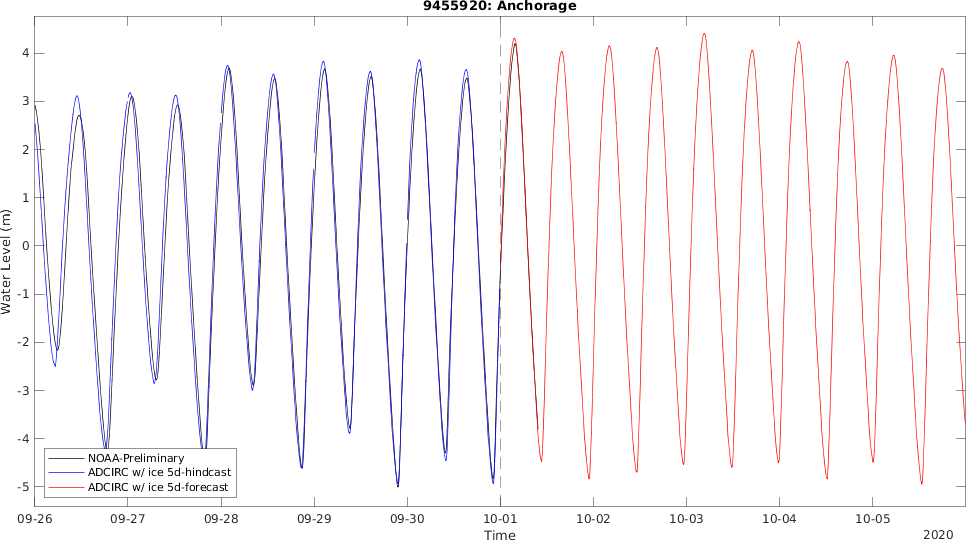 9455920: Anchorage
Water Level (m)
4
3
2
1
0
-1
-2
-3
-4
-5
NOAA-Preliminary
ADCIRC w/ ice 5d-hindcast
ADCIRC w/ ice 5d-forecast
09-26 09-27 09-28 09-29 09-30 10-01 10-02 10-03 10-04 10-05
Time
2020